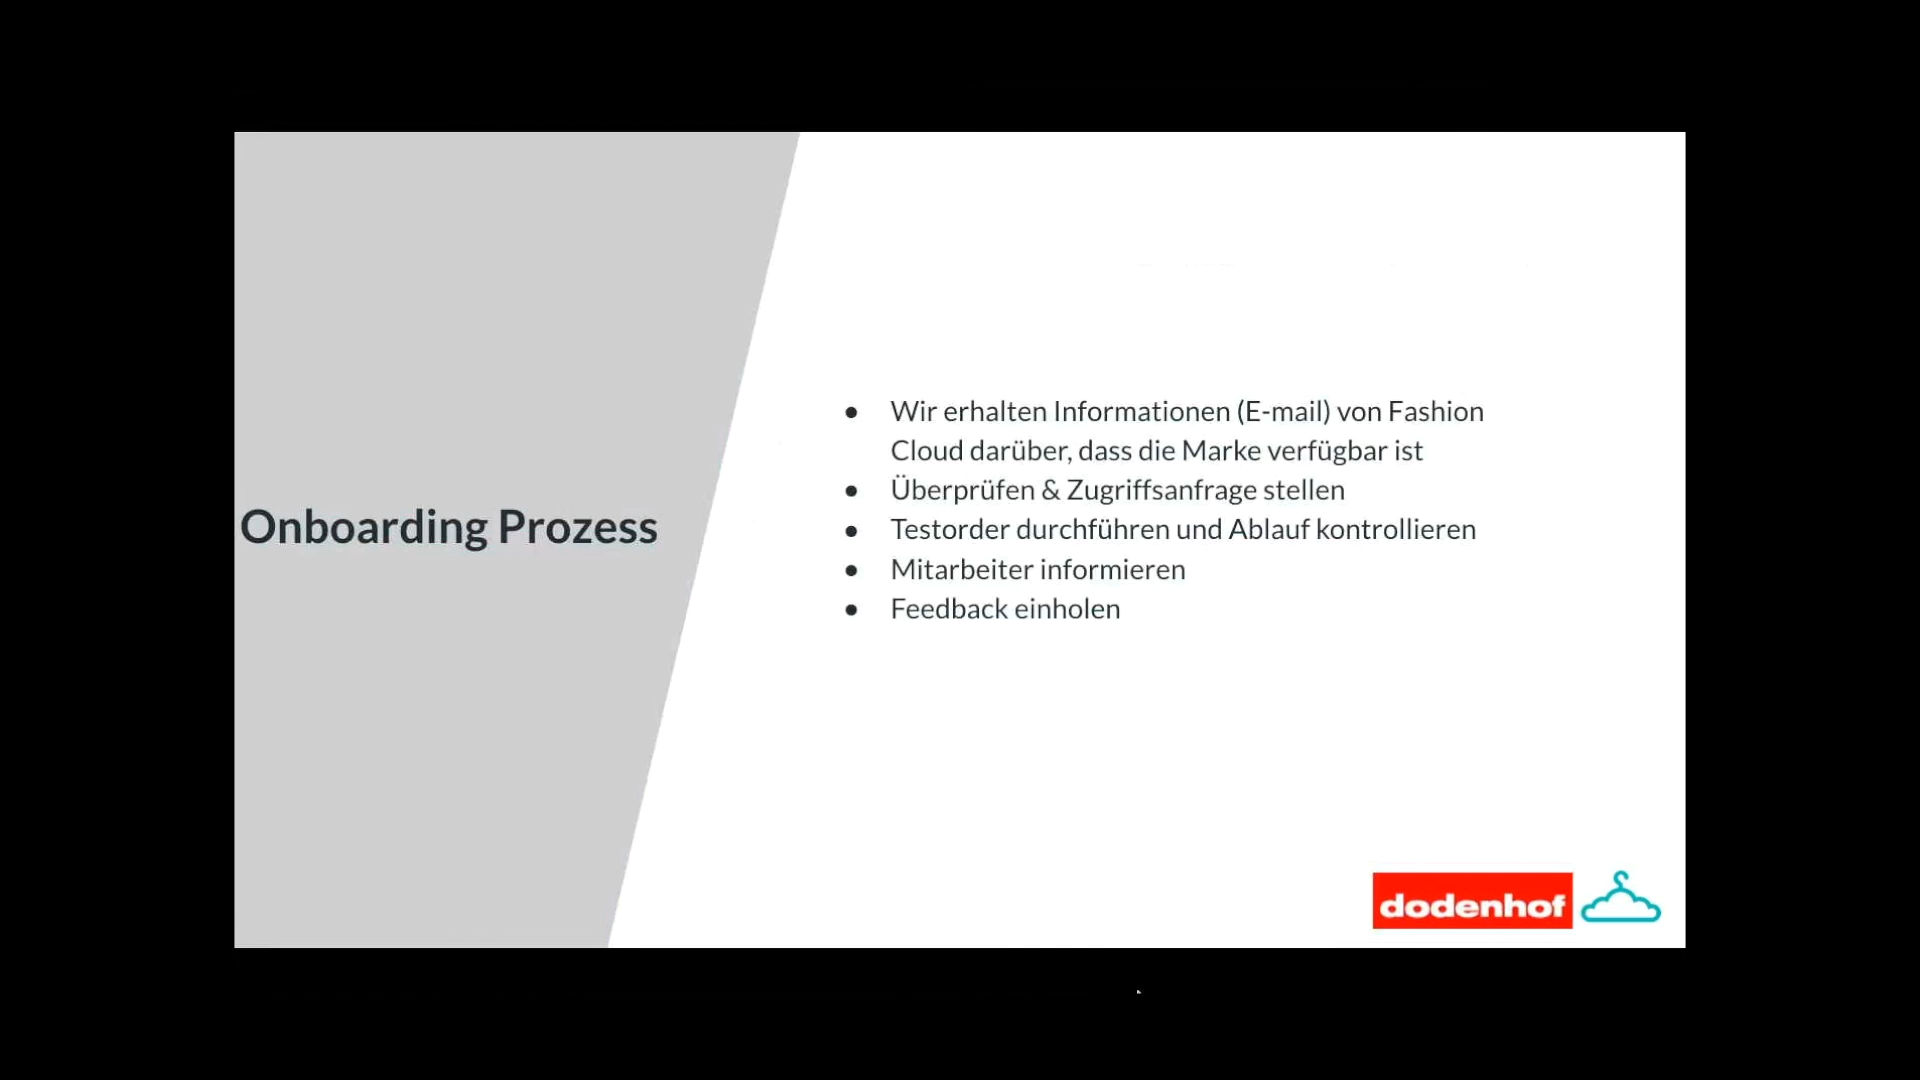 Onboarding Prozess
● Wir erhalten Informationen (E-mail) von Fashion
Cloud darüber, dass die Marke verfügbar ist
● Überprüfen & Zugriffsanfrage stellen
● Testorder durchführen und Ablauf kontrollieren
● Mitarbeiter informieren
● Feedback einholen
dodenhof